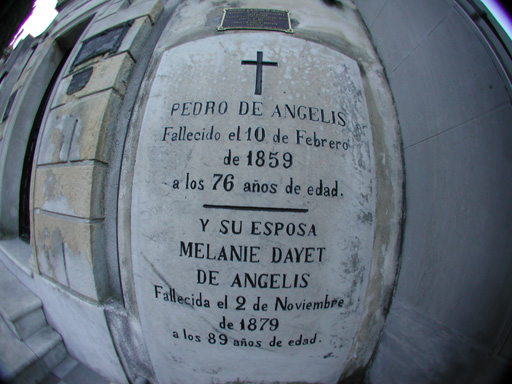 PEDRO DE ANGELIS
Fallecido el 10 de Febrero
de 1859
a los 76 años de edad.
Y SU ESPOSA
MELANIE DAYET
DE ANGELIS
Fallecida el 2 de Noviembre
de 1879
a los 89 años de edad.